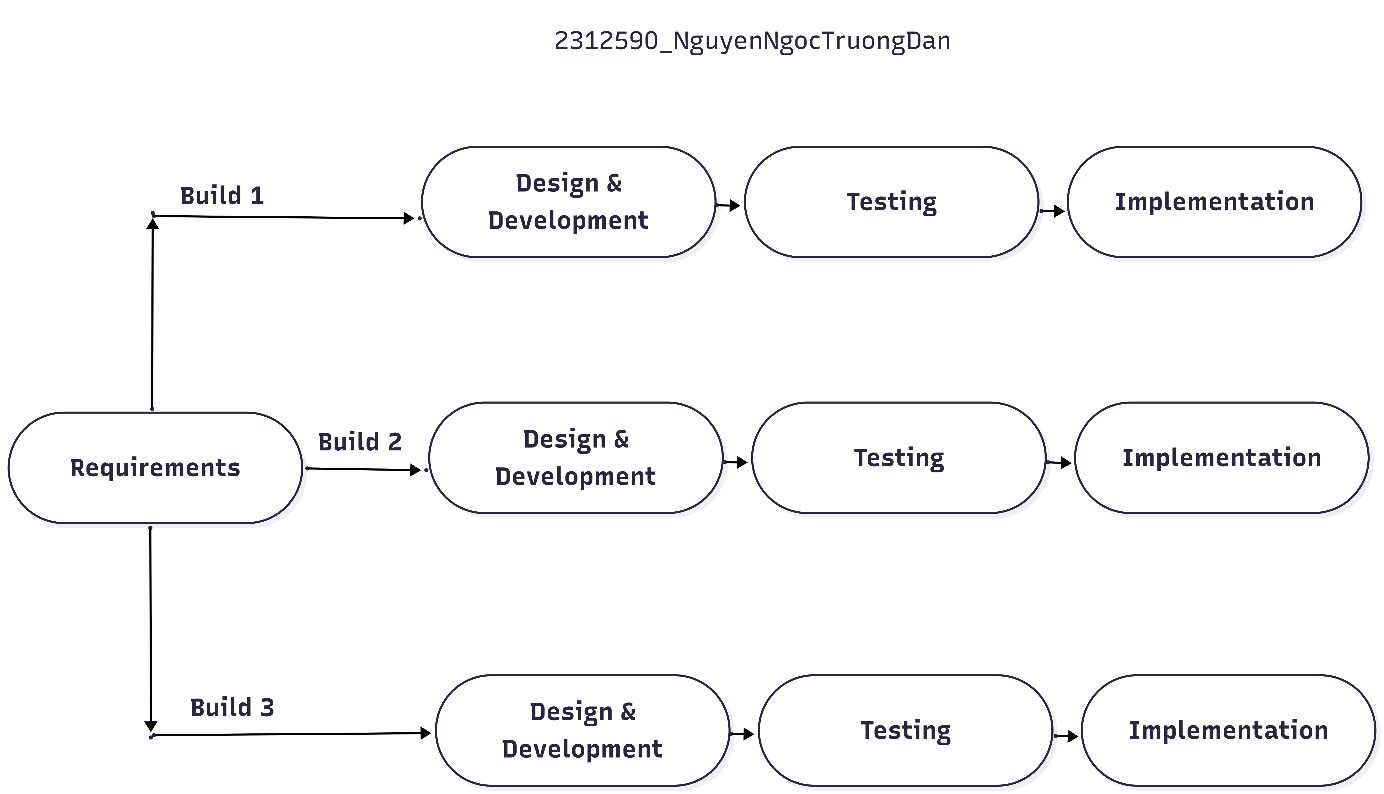 2312590_NguyenNgocTruongDan
Build 1
Design &
Development
Testing
Implementation
Requirements
Build 2
Design &
Development
Testing
Implementation
Build 3
Design &
Development
Testing
Implementation